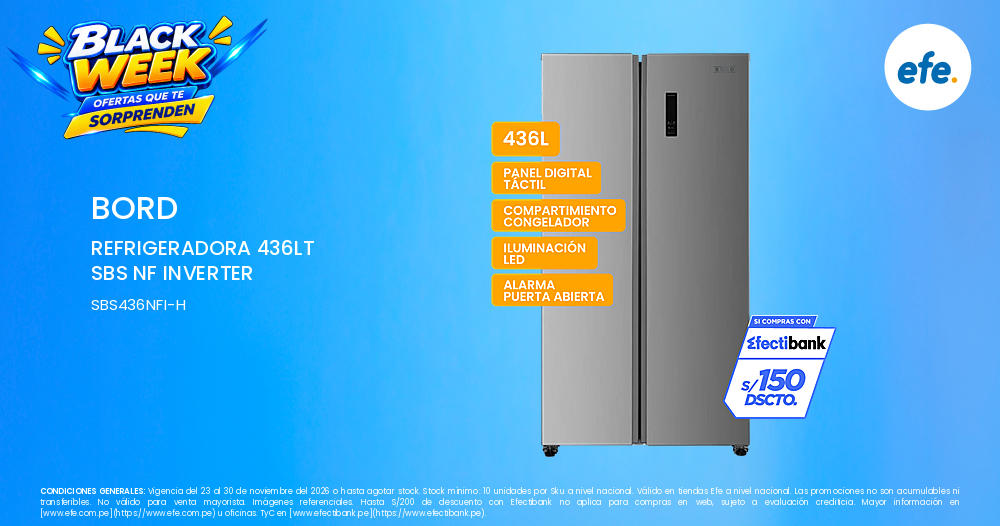 BLACK
WEEK
OFERTAS QUE TE
SORPRENDEN
efe.
BORD
REFRIGERADORA 436LT
SBS NF INVERTER
SBS436NFI-H
436L
PANEL DIGITAL
TÁCTIL
COMPARTIMIENTO
CONGELADOR
ILUMINACIÓN
LED
ALARMA
PUERTA ABIERTA
SI COMPRAS CON
Efectibank
S/150
DSCTO.
CONDICIONES GENERALES: Vigencia del 23 al 30 de noviembre del 2026 o hasta agotar stock. Stock mínimo: 10 unidades por Sku a nivel nacional. Válido en tiendas Efe a nivel nacional. Las promociones no son acumulables ni
transferibles. No válido para venta mayorista. Imágenes referenciales. Hasta S/200 de descuento con Efectibank no aplica para compras en web, sujeto a evaluación crediticia. Mayor información en
[www.efe.com.pe](https://www.efe.com.pe) u oficinas. TyC en [www.efectibank.pe](https://www.efectibank.pe).